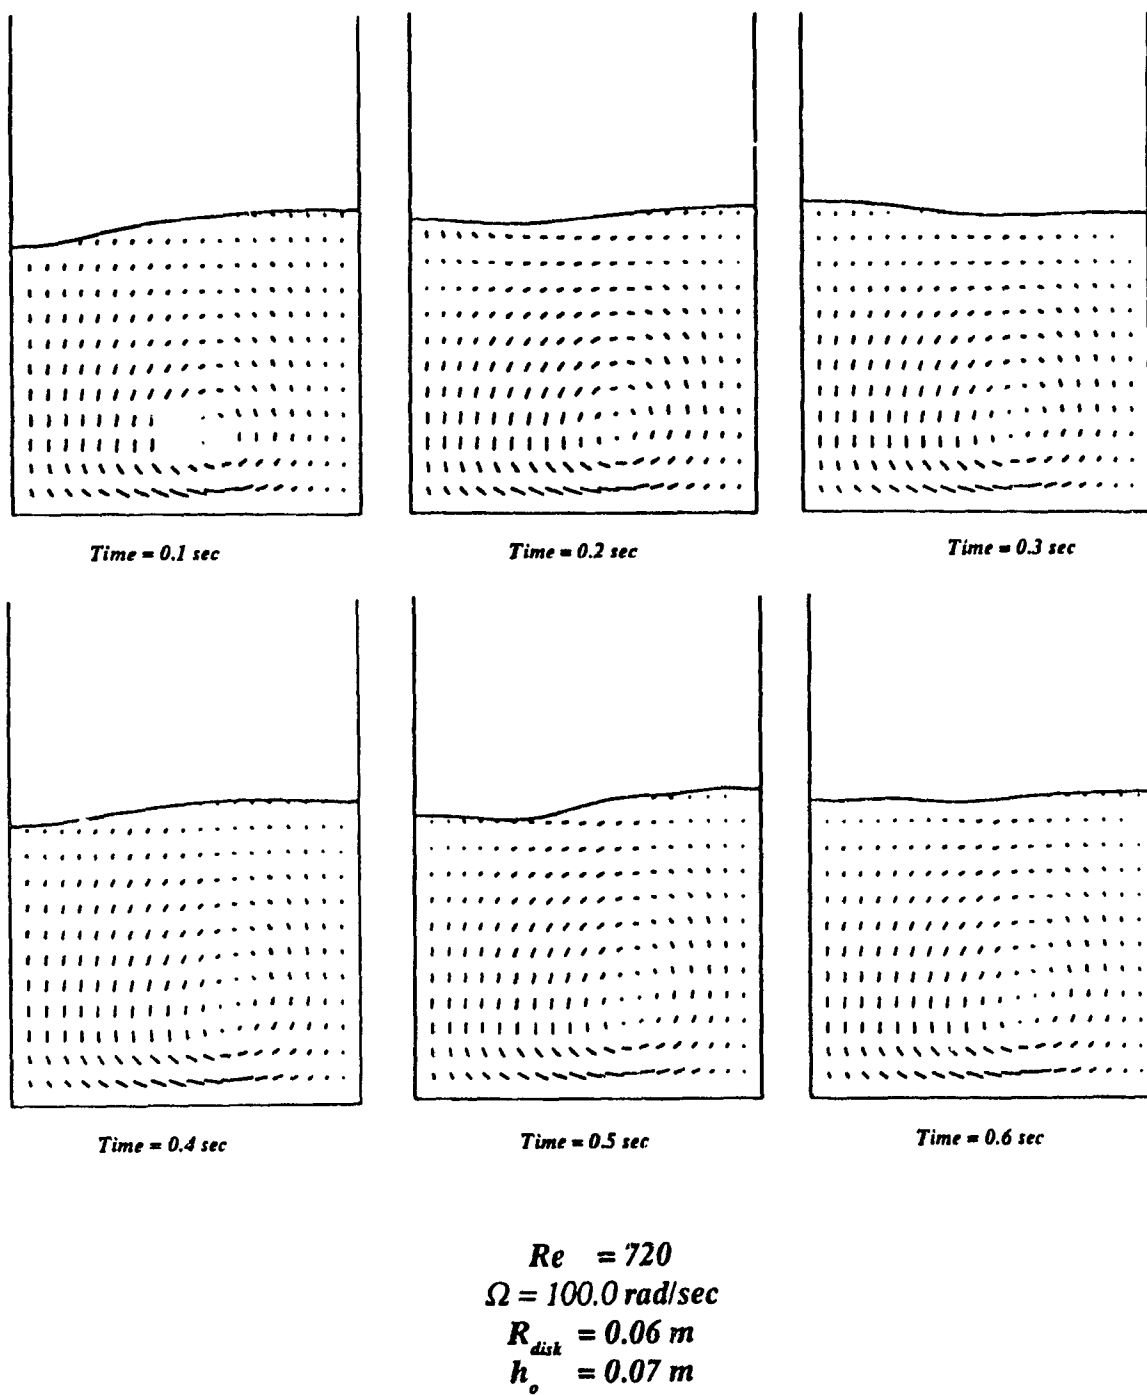 Time = 0.1 sec
Time = 0.2 sec
Time = 0.3 sec
Time = 0.4 sec
Time = 0.5 sec
Time = 0.6 sec
Re = 720
Ω = 100.0 rad/sec
R_disk = 0.06 m
h_o = 0.07 m